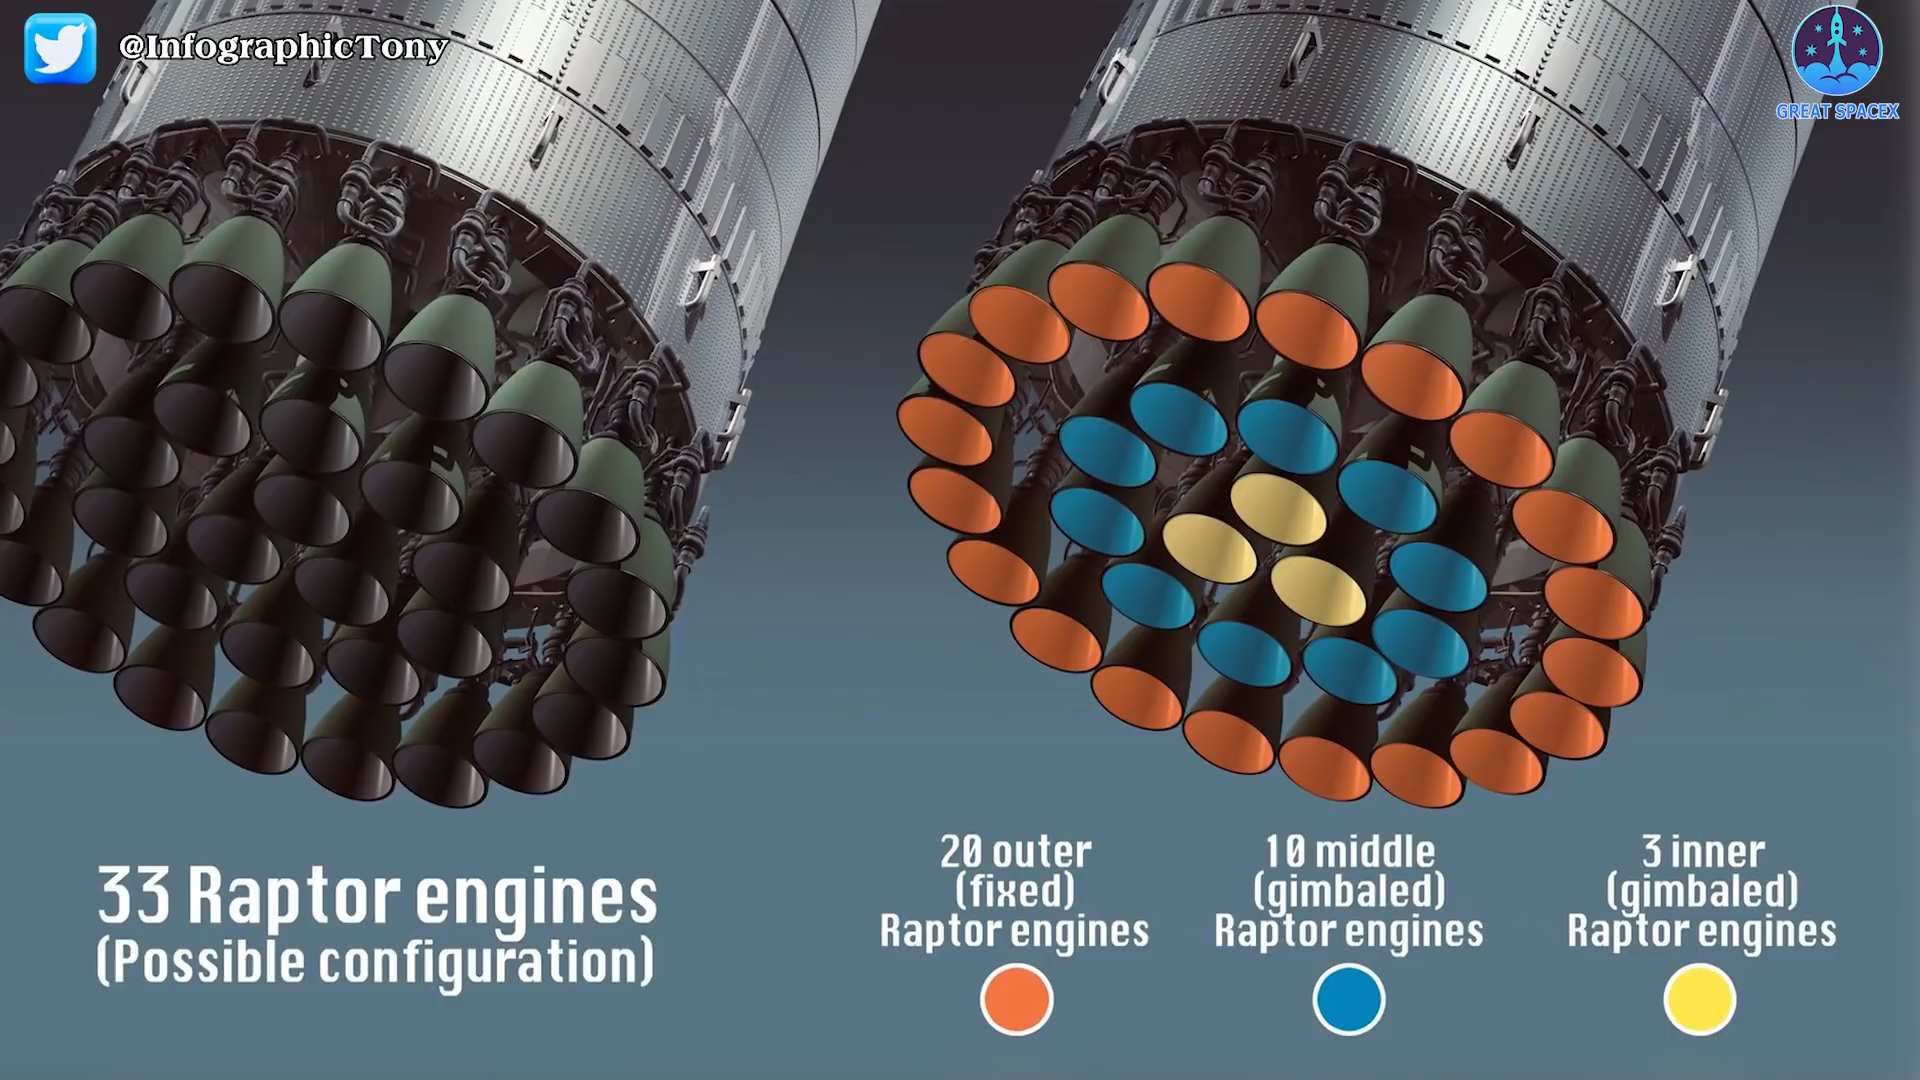 @InfographicTony
GREAT SPACEX
33 Raptor engines
(Possible configuration)
20 outer
(fixed)
Raptor engines
10 middle
(gimbaled)
Raptor engines
3 inner
(gimbaled)
Raptor engines